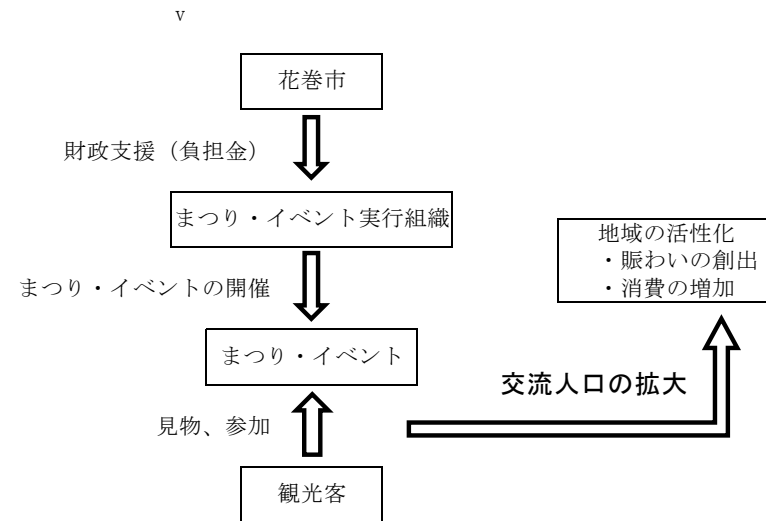 v
花巻市
財政支援（負担金）
まつり・イベント実行組織
まつり・イベントの開催
まつり・イベント
見物、参加
観光客
地域の活性化
・賑わいの創出
・消費の増加
交流人口の拡大